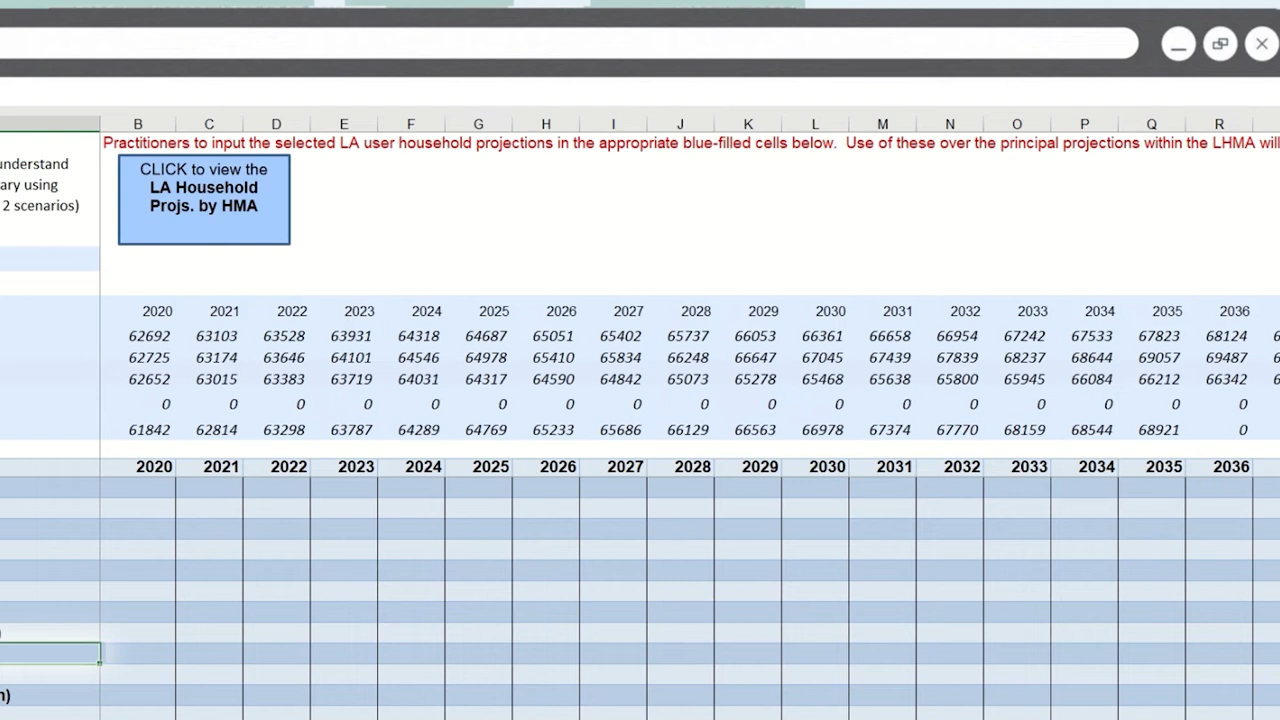 B C D E F G H I J K L M N O P Q R
Practitioners to input the selected LA user household projections in the appropriate blue-filled cells below. Use of these over the principal projections within the LHMA will
understand
ary using
2 scenarios)
CLICK to view the
LA Household
Projs. by HMA
2020 2021 2022 2023 2024 2025 2026 2027 2028 2029 2030 2031 2032 2033 2034 2035 2036
62692 63103 63528 63931 64318 64687 65051 65402 65737 66053 66361 66658 66954 67242 67533 67823 68124 6
62725 63174 63646 64101 64546 64978 65410 65834 66248 66647 67045 67439 67839 68237 68644 69057 69487 6
62652 63015 63383 63719 64031 64317 64590 64842 65073 65278 65468 65638 65800 65945 66084 66212 66342 6
0 0 0 0 0 0 0 0 0 0 0 0 0 0 0 0 0
61842 62814 63298 63787 64289 64769 65233 65686 66129 66563 66978 67374 67770 68159 68544 68921 0
2020 2021 2022 2023 2024 2025 2026 2027 2028 2029 2030 2031 2032 2033 2034 2035 2036
)
n)